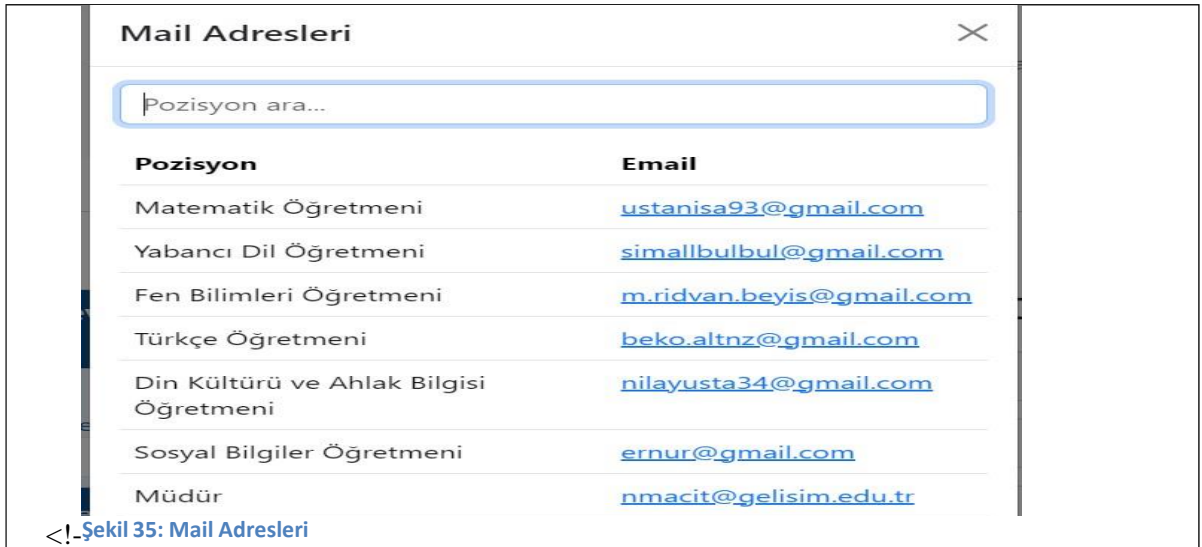 Mail Adresleri
Pozisyon ara...
Pozisyon Email
Matematik Öğretmeni ustanisa93@gmail.com
Yabancı Dil Öğretmeni simallbulbul@gmail.com
Fen Bilimleri Öğretmeni m.ridvan.beyis@gmail.com
Türkçe Öğretmeni beko.altnz@gmail.com
Din Kültürü ve Ahlak Bilgisi nilayusta34@gmail.com
Öğretmeni
Sosyal Bilgiler Öğretmeni ernur@gmail.com
Müdür nmacit@gelisim.edu.tr
<!-Şekil 35: Mail Adresleri